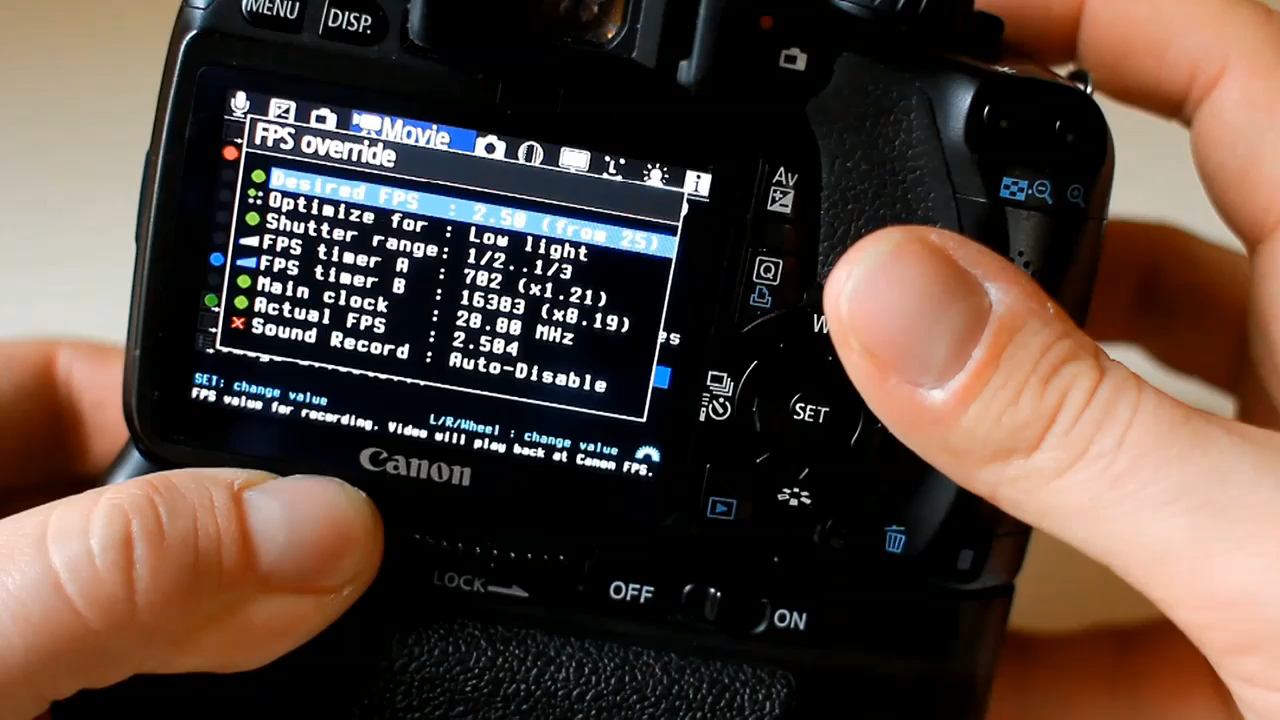 MENU
DISP.
Movie
FPS override
Desired FPS : 2.50 (from 25)
Optimize for : Low light
Shutter range: 1/2..1/3
FPS timer A : 702 (x1.21)
FPS timer B : 16383 (x0.19)
Main clock : 28.80 MHz
Actual FPS : 2.504
Sound Record : Auto-Disable
es
SET: change value
L/R/Wheel : change value
FPS value for recording. Video will play back at Canon FPS.
Canon
Av
Q
W
SET
LOCK
OFF
ON